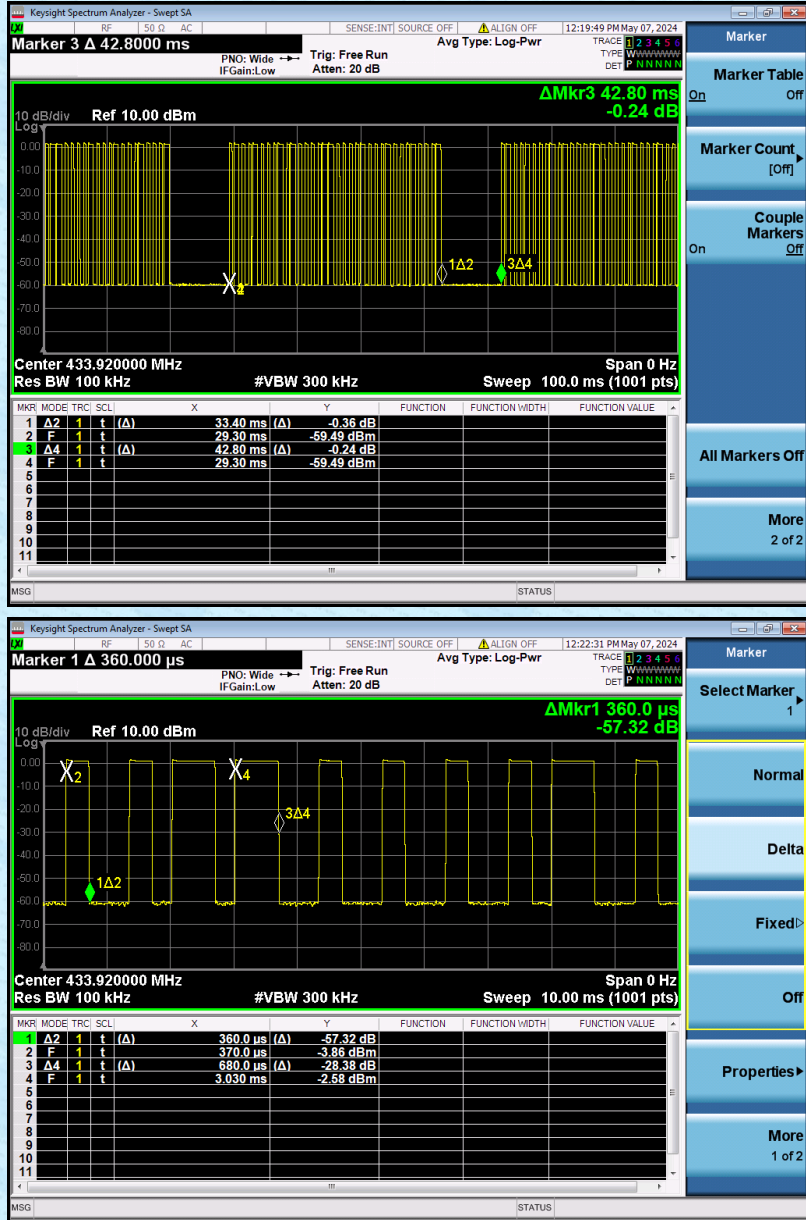 Keysight Spectrum Analyzer - Swept SA
LXI RF 50 Ω AC SENSE:INT SOURCE OFF ALIGN OFF 12:19:49 PM May 07, 2024
Marker 3 Δ 42.8000 ms
PNO: Wide
IFGain:Low
Trig: Free Run
Atten: 20 dB
Avg Type: Log-Pwr
TRACE 1 2 3 4 5 6
TYPE WWWWWW
DET P N N N N N
ΔMkr3 42.80 ms
-0.24 dB
10 dB/div Ref 10.00 dBm
Log
0.00
-10.0
-20.0
-30.0
-40.0
-50.0
-60.0
-70.0
-80.0
1Δ2
3Δ4
Center 433.920000 MHz Span 0 Hz
Res BW 100 kHz #VBW 300 kHz Sweep 100.0 ms (1001 pts)
MKR MODE TRC SCL X Y FUNCTION FUNCTION WIDTH FUNCTION VALUE
1 Δ2 1 t (Δ) 33.40 ms (Δ) -0.36 dB
2 F 1 t 29.30 ms -59.49 dBm
3 Δ4 1 t (Δ) 42.80 ms (Δ) -0.24 dB
4 F 1 t 29.30 ms -59.49 dBm
5
6
7
8
9
10
11
MSG STATUS
Marker
Marker Table
On Off
Marker Count
[Off]
Couple
Markers
On Off
All Markers Off
More
2 of 2
Keysight Spectrum Analyzer - Swept SA
LXI RF 50 Ω AC SENSE:INT SOURCE OFF ALIGN OFF 12:22:31 PM May 07, 2024
Marker 1 Δ 360.000 µs
PNO: Wide
IFGain:Low
Trig: Free Run
Atten: 20 dB
Avg Type: Log-Pwr
TRACE 1 2 3 4 5 6
TYPE WWWWWW
DET P N N N N N
ΔMkr1 360.0 µs
-57.32 dB
10 dB/div Ref 10.00 dBm
Log
0.00
-10.0
-20.0
-30.0
-40.0
-50.0
-60.0
-70.0
-80.0
2
4
3Δ4
1Δ2
Center 433.920000 MHz Span 0 Hz
Res BW 100 kHz #VBW 300 kHz Sweep 10.00 ms (1001 pts)
MKR MODE TRC SCL X Y FUNCTION FUNCTION WIDTH FUNCTION VALUE
1 Δ2 1 t (Δ) 360.0 µs (Δ) -57.32 dB
2 F 1 t 370.0 µs -3.86 dBm
3 Δ4 1 t (Δ) 680.0 µs (Δ) -28.38 dB
4 F 1 t 3.030 ms -2.58 dBm
5
6
7
8
9
10
11
MSG STATUS
Marker
Select Marker
1
Normal
Delta
Fixed
Off
Properties
More
1 of 2